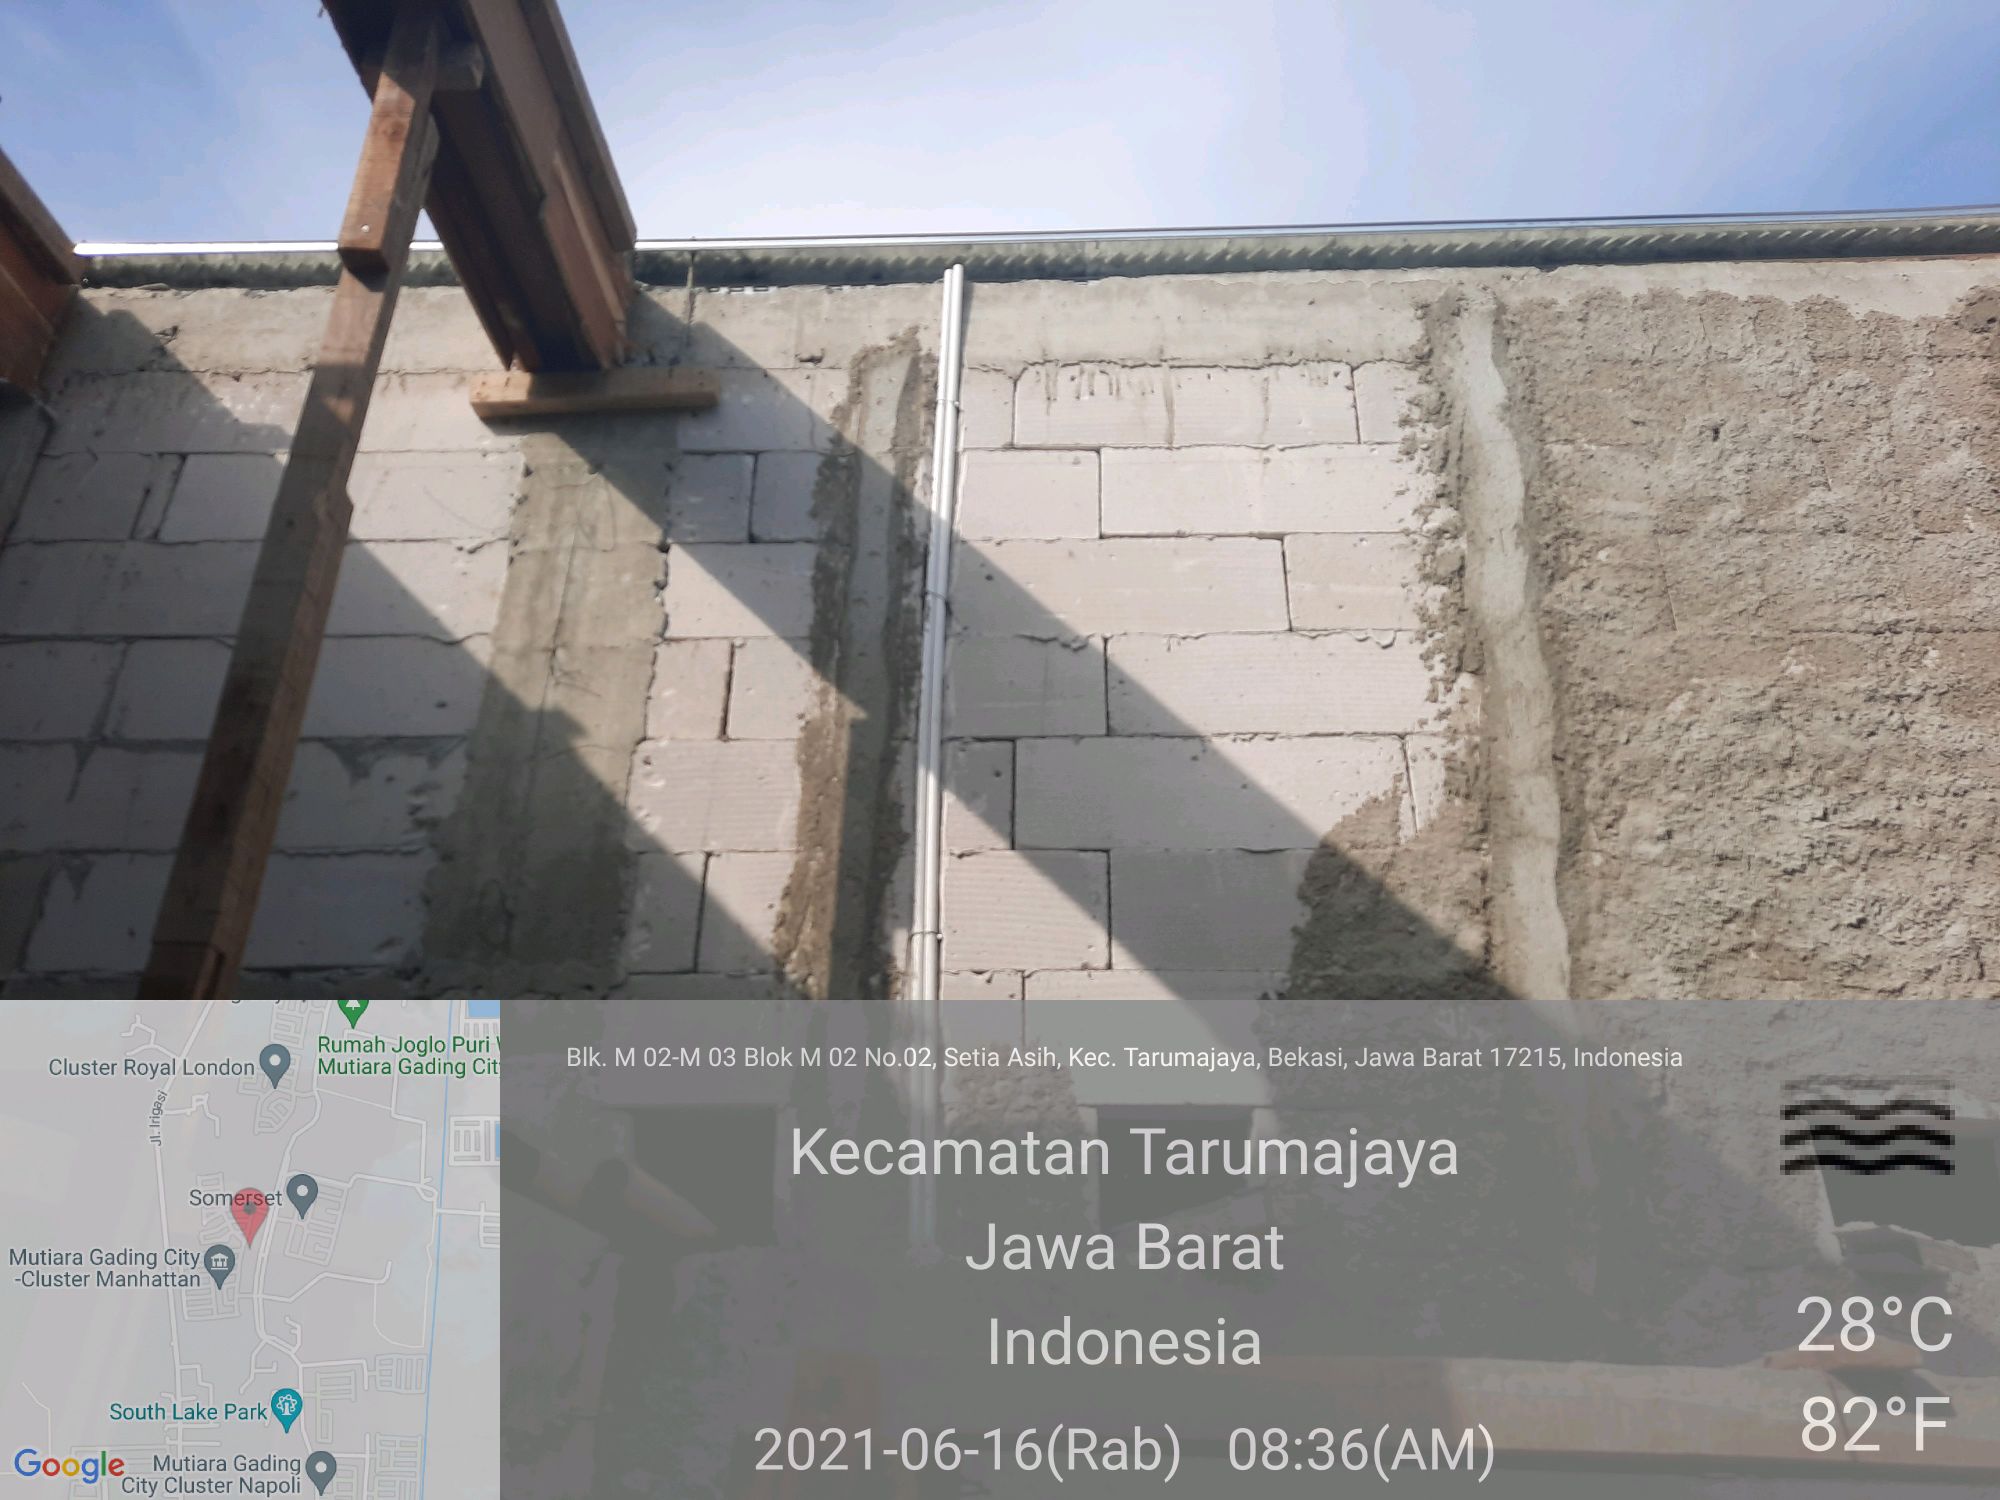 Rumah Joglo Puri
Mutiara Gading
Cluster Royal London
Jl. Irigasi
Somerset
Mutiara Gading City
-Cluster Manhattan
South Lake Park
Google
Mutiara Gading
City Cluster Napoli
Blk. M 02-M 03 Blok M 02 No.02, Setia Asih, Kec. Tarumajaya, Bekasi, Jawa Barat 17215, Indonesia
Kecamatan Tarumajaya
Jawa Barat
Indonesia
2021-06-16(Rab) 08:36(AM)
28°C
82°F